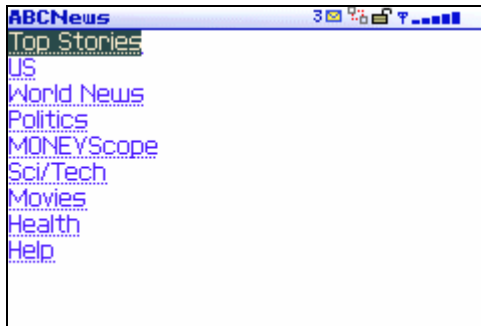 ABCNews 3
Top Stories
US
World News
Politics
MONEYScope
Sci/Tech
Movies
Health
Help